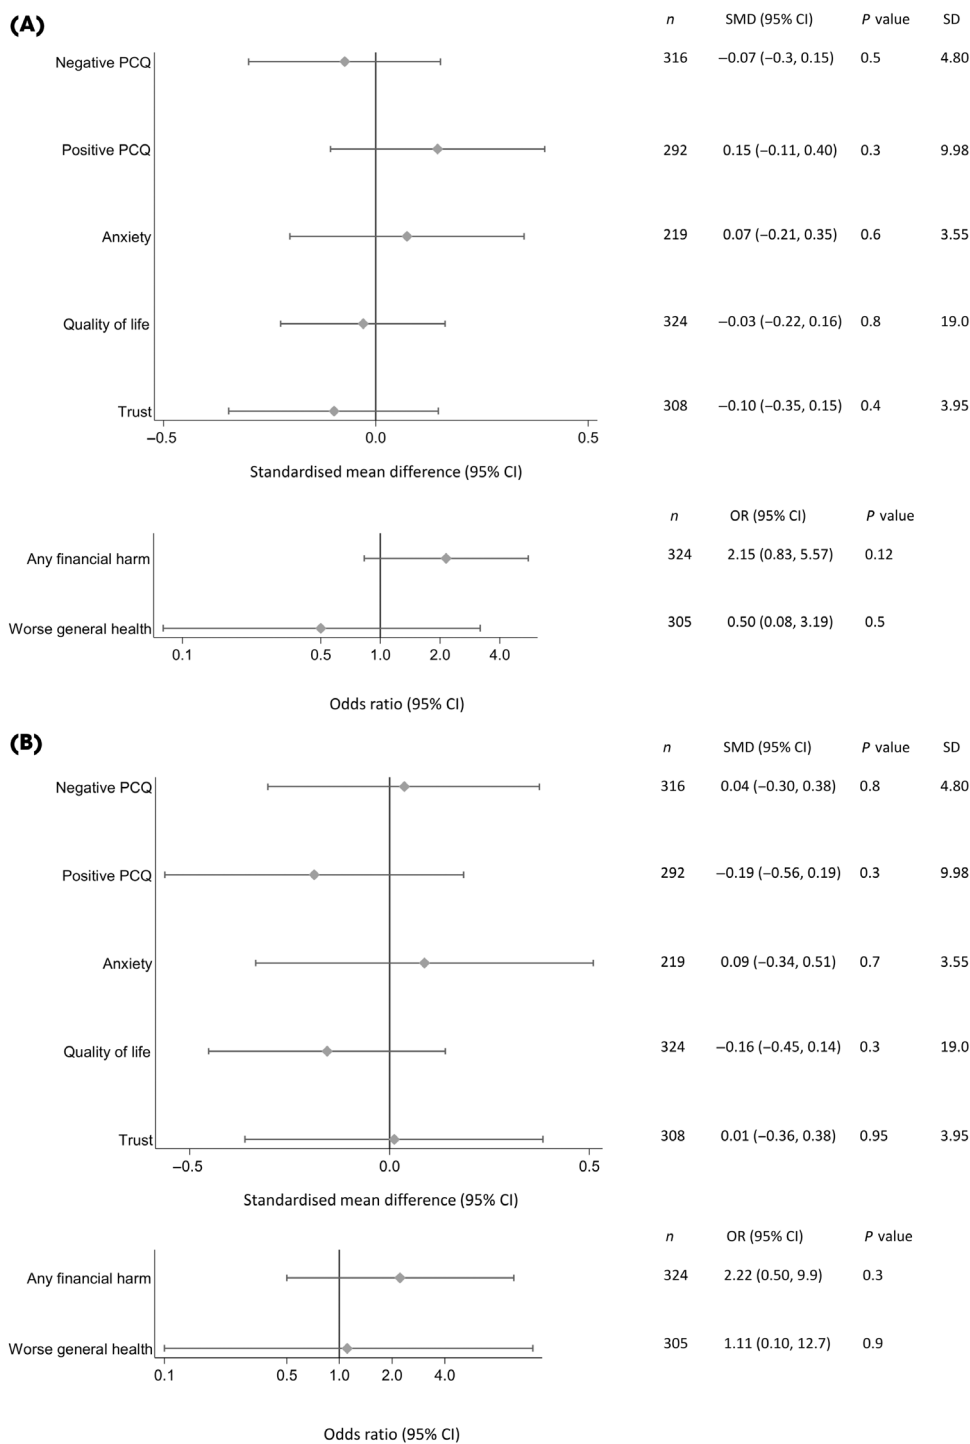 (A)
n SMD (95% CI) P value SD
Negative PCQ 316 −0.07 (−0.3, 0.15) 0.5 4.80
Positive PCQ 292 0.15 (−0.11, 0.40) 0.3 9.98
Anxiety 219 0.07 (−0.21, 0.35) 0.6 3.55
Quality of life 324 −0.03 (−0.22, 0.16) 0.8 19.0
Trust 308 −0.10 (−0.35, 0.15) 0.4 3.95
−0.5 0.0 0.5
Standardised mean difference (95% CI)
n OR (95% CI) P value
Any financial harm 324 2.15 (0.83, 5.57) 0.12
Worse general health 305 0.50 (0.08, 3.19) 0.5
0.1 0.5 1.0 2.0 4.0
Odds ratio (95% CI)
(B)
n SMD (95% CI) P value SD
Negative PCQ 316 0.04 (−0.30, 0.38) 0.8 4.80
Positive PCQ 292 −0.19 (−0.56, 0.19) 0.3 9.98
Anxiety 219 0.09 (−0.34, 0.51) 0.7 3.55
Quality of life 324 −0.16 (−0.45, 0.14) 0.3 19.0
Trust 308 0.01 (−0.36, 0.38) 0.95 3.95
−0.5 0.0 0.5
Standardised mean difference (95% CI)
n OR (95% CI) P value
Any financial harm 324 2.22 (0.50, 9.9) 0.3
Worse general health 305 1.11 (0.10, 12.7) 0.9
0.1 0.5 1.0 2.0 4.0
Odds ratio (95% CI)